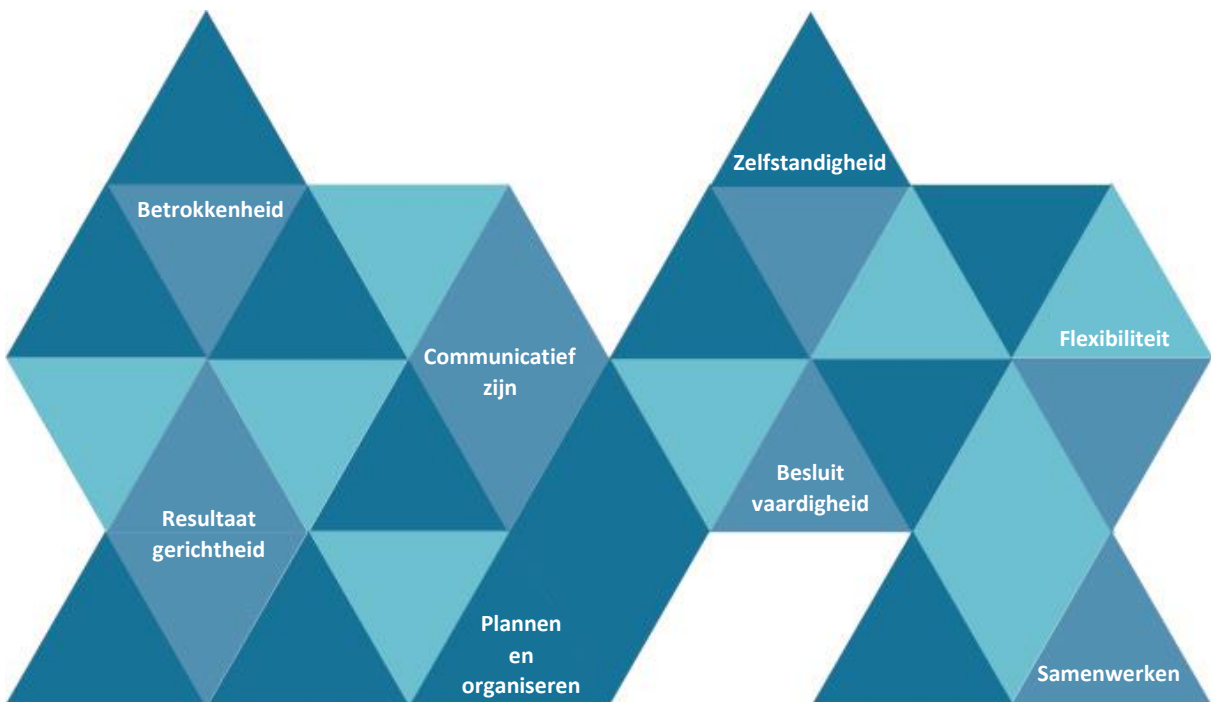 Zelfstandigheid
Betrokkenheid
Flexibiliteit
Communicatief
zijn
Besluit
vaardigheid
Resultaat
gerichtheid
Plannen
en
organiseren
Samenwerken